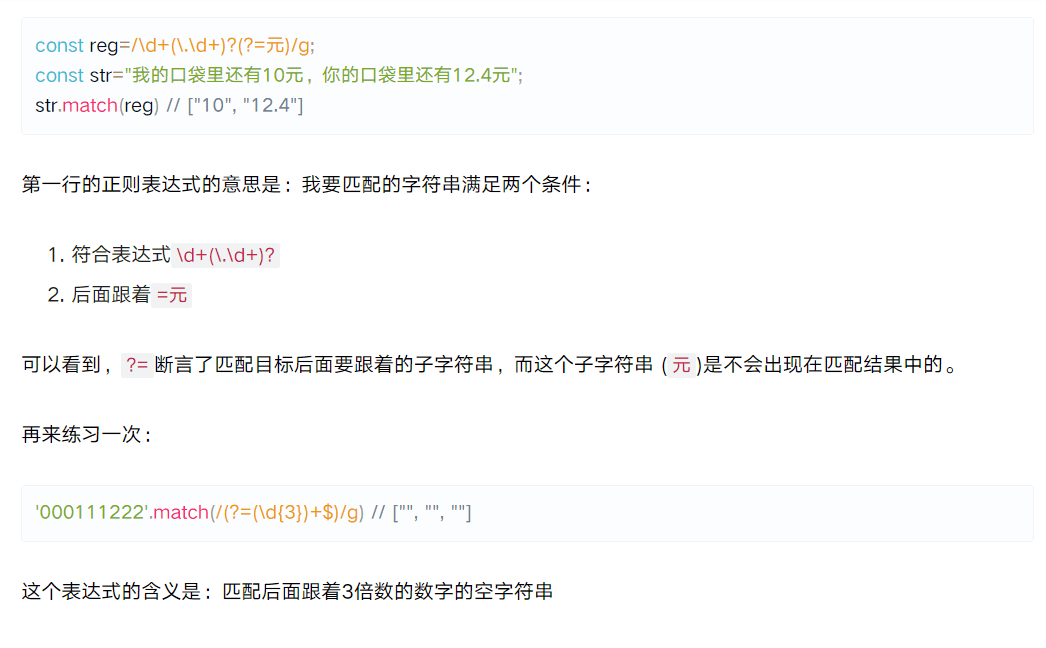 const reg=/\d+(\.\d+)?(?=元)/g;
const str="我的口袋里还有10元，你的口袋里还有12.4元";
str.match(reg) // ["10", "12.4"]
第一行的正则表达式的意思是：我要匹配的字符串满足两个条件：
1. 符合表达式 \d+(\.\d+)?
2. 后面跟着 =元
可以看到， ?= 断言了匹配目标后面要跟着的子字符串，而这个子字符串 ( 元 )是不会出现在匹配结果中的。
再来练习一次：
'000111222'.match(/(?=(\d{3})+$)/g) // ["", "", ""]
这个表达式的含义是：匹配后面跟着3倍数的数字的空字符串